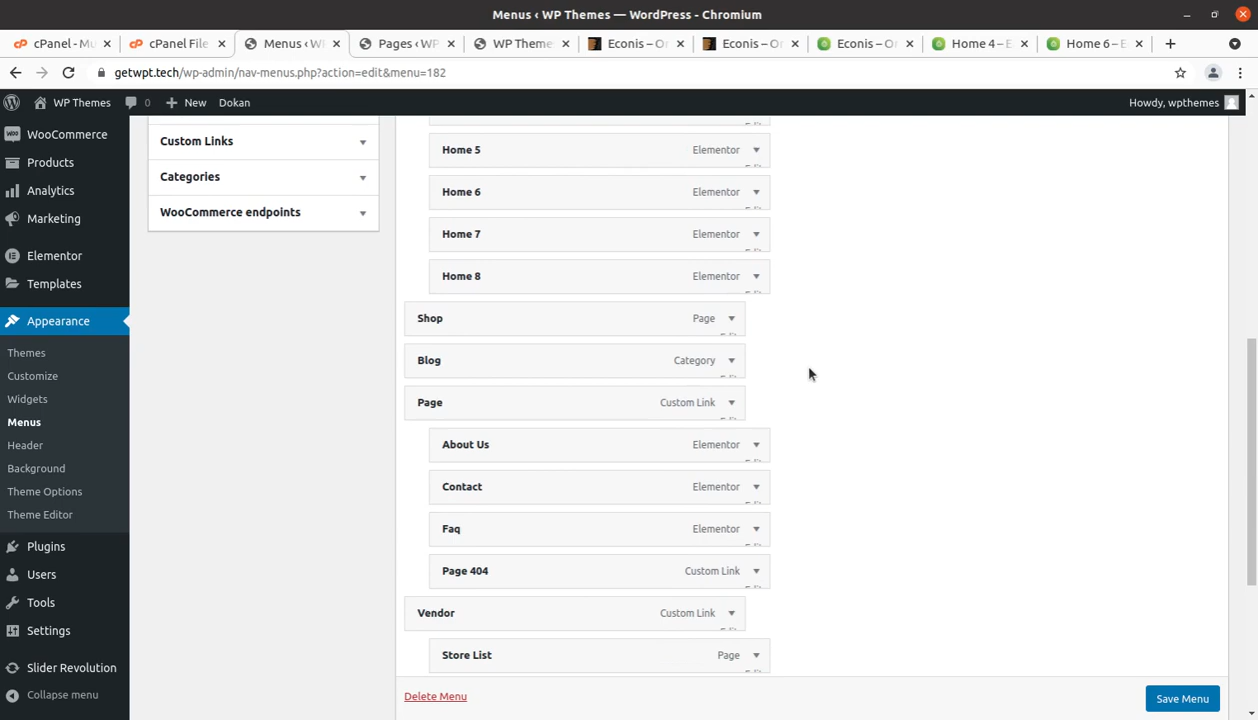 Menus ‹ WP Themes — WordPress - Chromium
cPanel - Mu
cPanel File
Menus ‹ W
Pages ‹ WP
WP Theme
Econis – Or
Econis – Or
Econis – Or
Home 4 – E
Home 6 – E
getwpt.tech/wp-admin/nav-menus.php?action=edit&menu=182
WP Themes
0
New
Dokan
Howdy, wpthemes
WooCommerce
Products
Analytics
Marketing
Elementor
Templates
Appearance
Themes
Customize
Widgets
Menus
Header
Background
Theme Options
Theme Editor
Plugins
Users
Tools
Settings
Slider Revolution
Collapse menu
Custom Links
Categories
WooCommerce endpoints
Home 5 Elementor
Home 6 Elementor
Home 7 Elementor
Home 8 Elementor
Shop Page
Blog Category
Page Custom Link
About Us Elementor
Contact Elementor
Faq Elementor
Page 404 Custom Link
Vendor Custom Link
Store List Page
Delete Menu
Save Menu